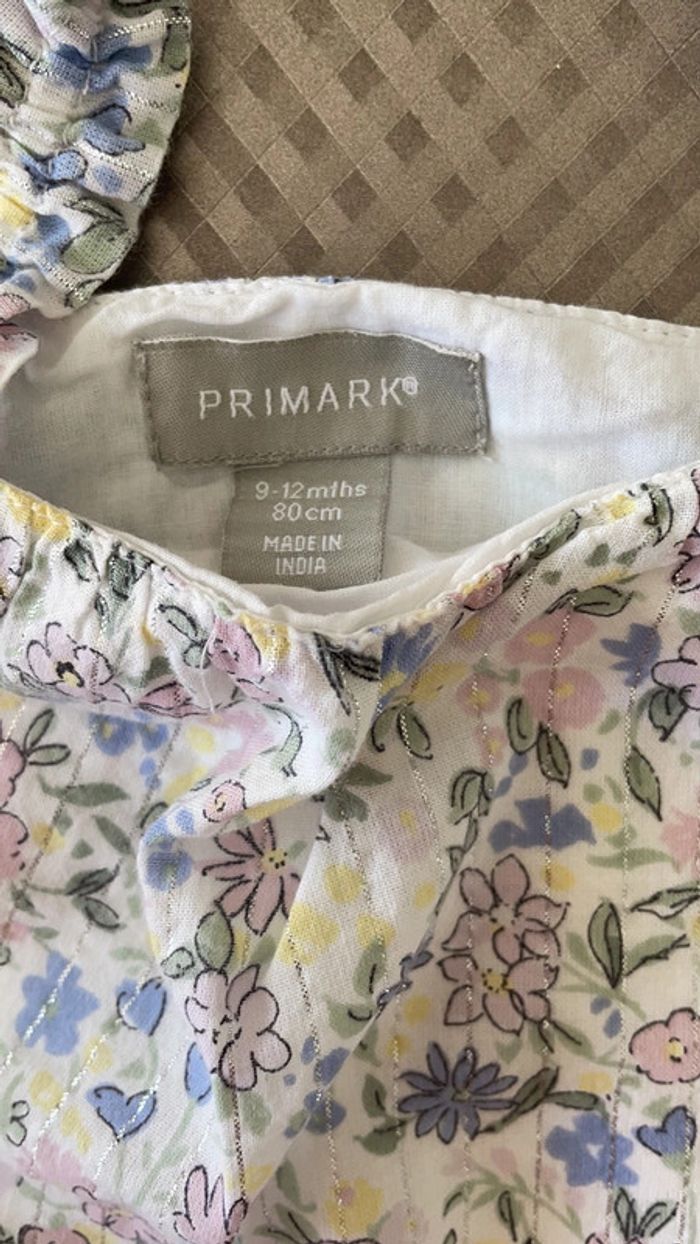 PRIMARK®
9-12 mths
80cm
MADE IN
INDIA